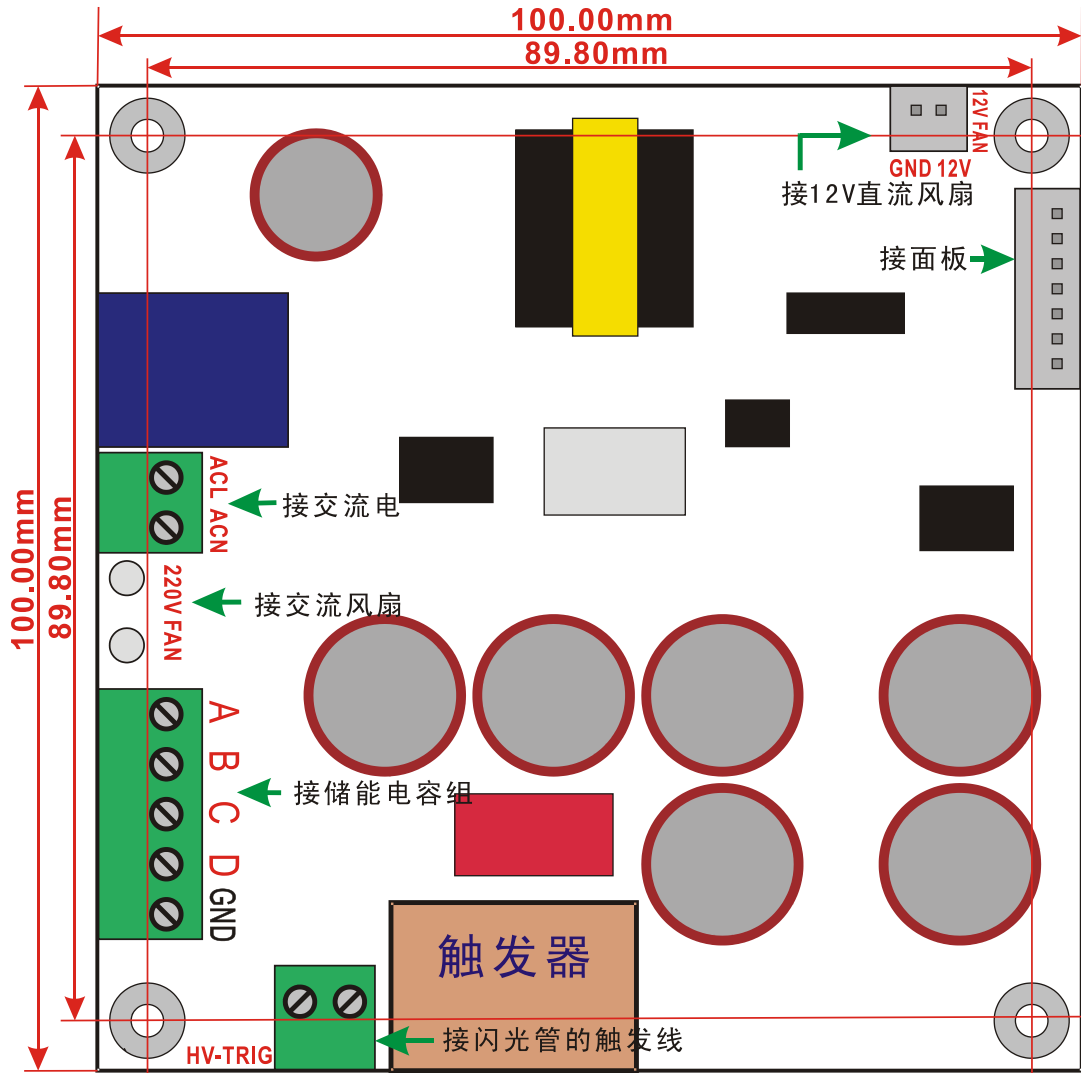 100.00mm
89.80mm
12V FAN
GND 12V
接12V直流风扇
接面板
ACL ACN
接交流电
100.00mm
89.80mm
220V FAN
接交流风扇
A
B
接储能电容组
C
D
GND
触发器
接闪光管的触发线
HV-TRIG